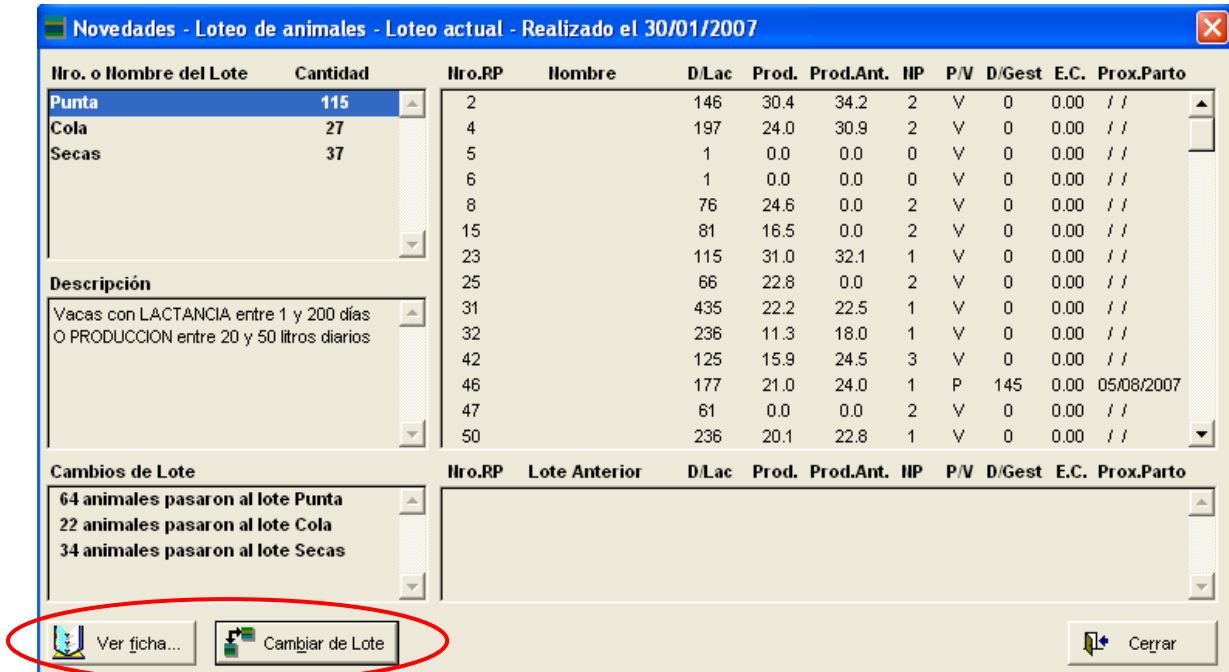 Novedades - Loteo de animales - Loteo actual - Realizado el 30/01/2007
Nro. o Nombre del Lote Cantidad
Punta 115
Cola 27
Secas 37
Descripción
Vacas con LACTANCIA entre 1 y 200 días
O PRODUCCION entre 20 y 50 litros diarios
Nro.RP Nombre D/Lac Prod. Prod.Ant. NP P/V D/Gest E.C. Prox.Parto
2 146 30.4 34.2 2 V 0 0.00 / /
4 197 24.0 30.9 2 V 0 0.00 / /
5 1 0.0 0.0 0 V 0 0.00 / /
6 1 0.0 0.0 0 V 0 0.00 / /
8 76 24.6 0.0 2 V 0 0.00 / /
15 81 16.5 0.0 2 V 0 0.00 / /
23 115 31.0 32.1 1 V 0 0.00 / /
25 66 22.8 0.0 2 V 0 0.00 / /
31 435 22.2 22.5 1 V 0 0.00 / /
32 236 11.3 18.0 1 V 0 0.00 / /
42 125 15.9 24.5 3 V 0 0.00 / /
46 177 21.0 24.0 1 P 145 0.00 05/08/2007
47 61 0.0 0.0 2 V 0 0.00 / /
50 236 20.1 22.8 1 V 0 0.00 / /
Cambios de Lote
64 animales pasaron al lote Punta
22 animales pasaron al lote Cola
34 animales pasaron al lote Secas
Nro.RP Lote Anterior D/Lac Prod. Prod.Ant. NP P/V D/Gest E.C. Prox.Parto
Ver ficha... Cambiar de Lote Cerrar